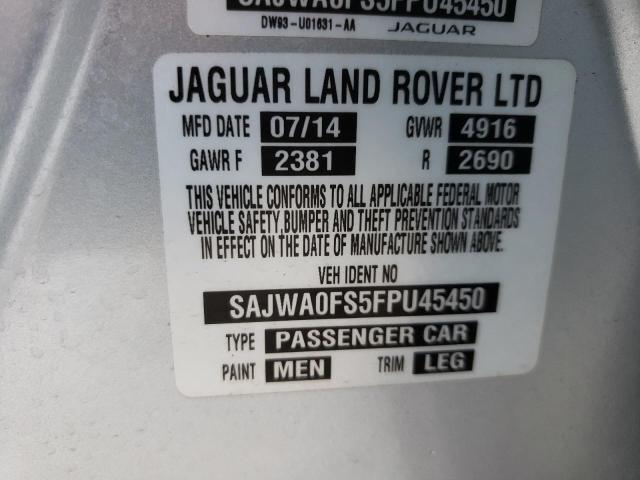 SAJWA0FS5FPU45450
DW93-U01631-AA JAGUAR
JAGUAR LAND ROVER LTD
MFD DATE 07/14 GVWR 4916
GAWR F 2381 R 2690
THIS VEHICLE CONFORMS TO ALL APPLICABLE FEDERAL MOTOR
VEHICLE SAFETY, BUMPER AND THEFT PREVENTION STANDARDS
IN EFFECT ON THE DATE OF MANUFACTURE SHOWN ABOVE.
VEH IDENT NO
SAJWA0FS5FPU45450
TYPE PASSENGER CAR
PAINT MEN TRIM LEG